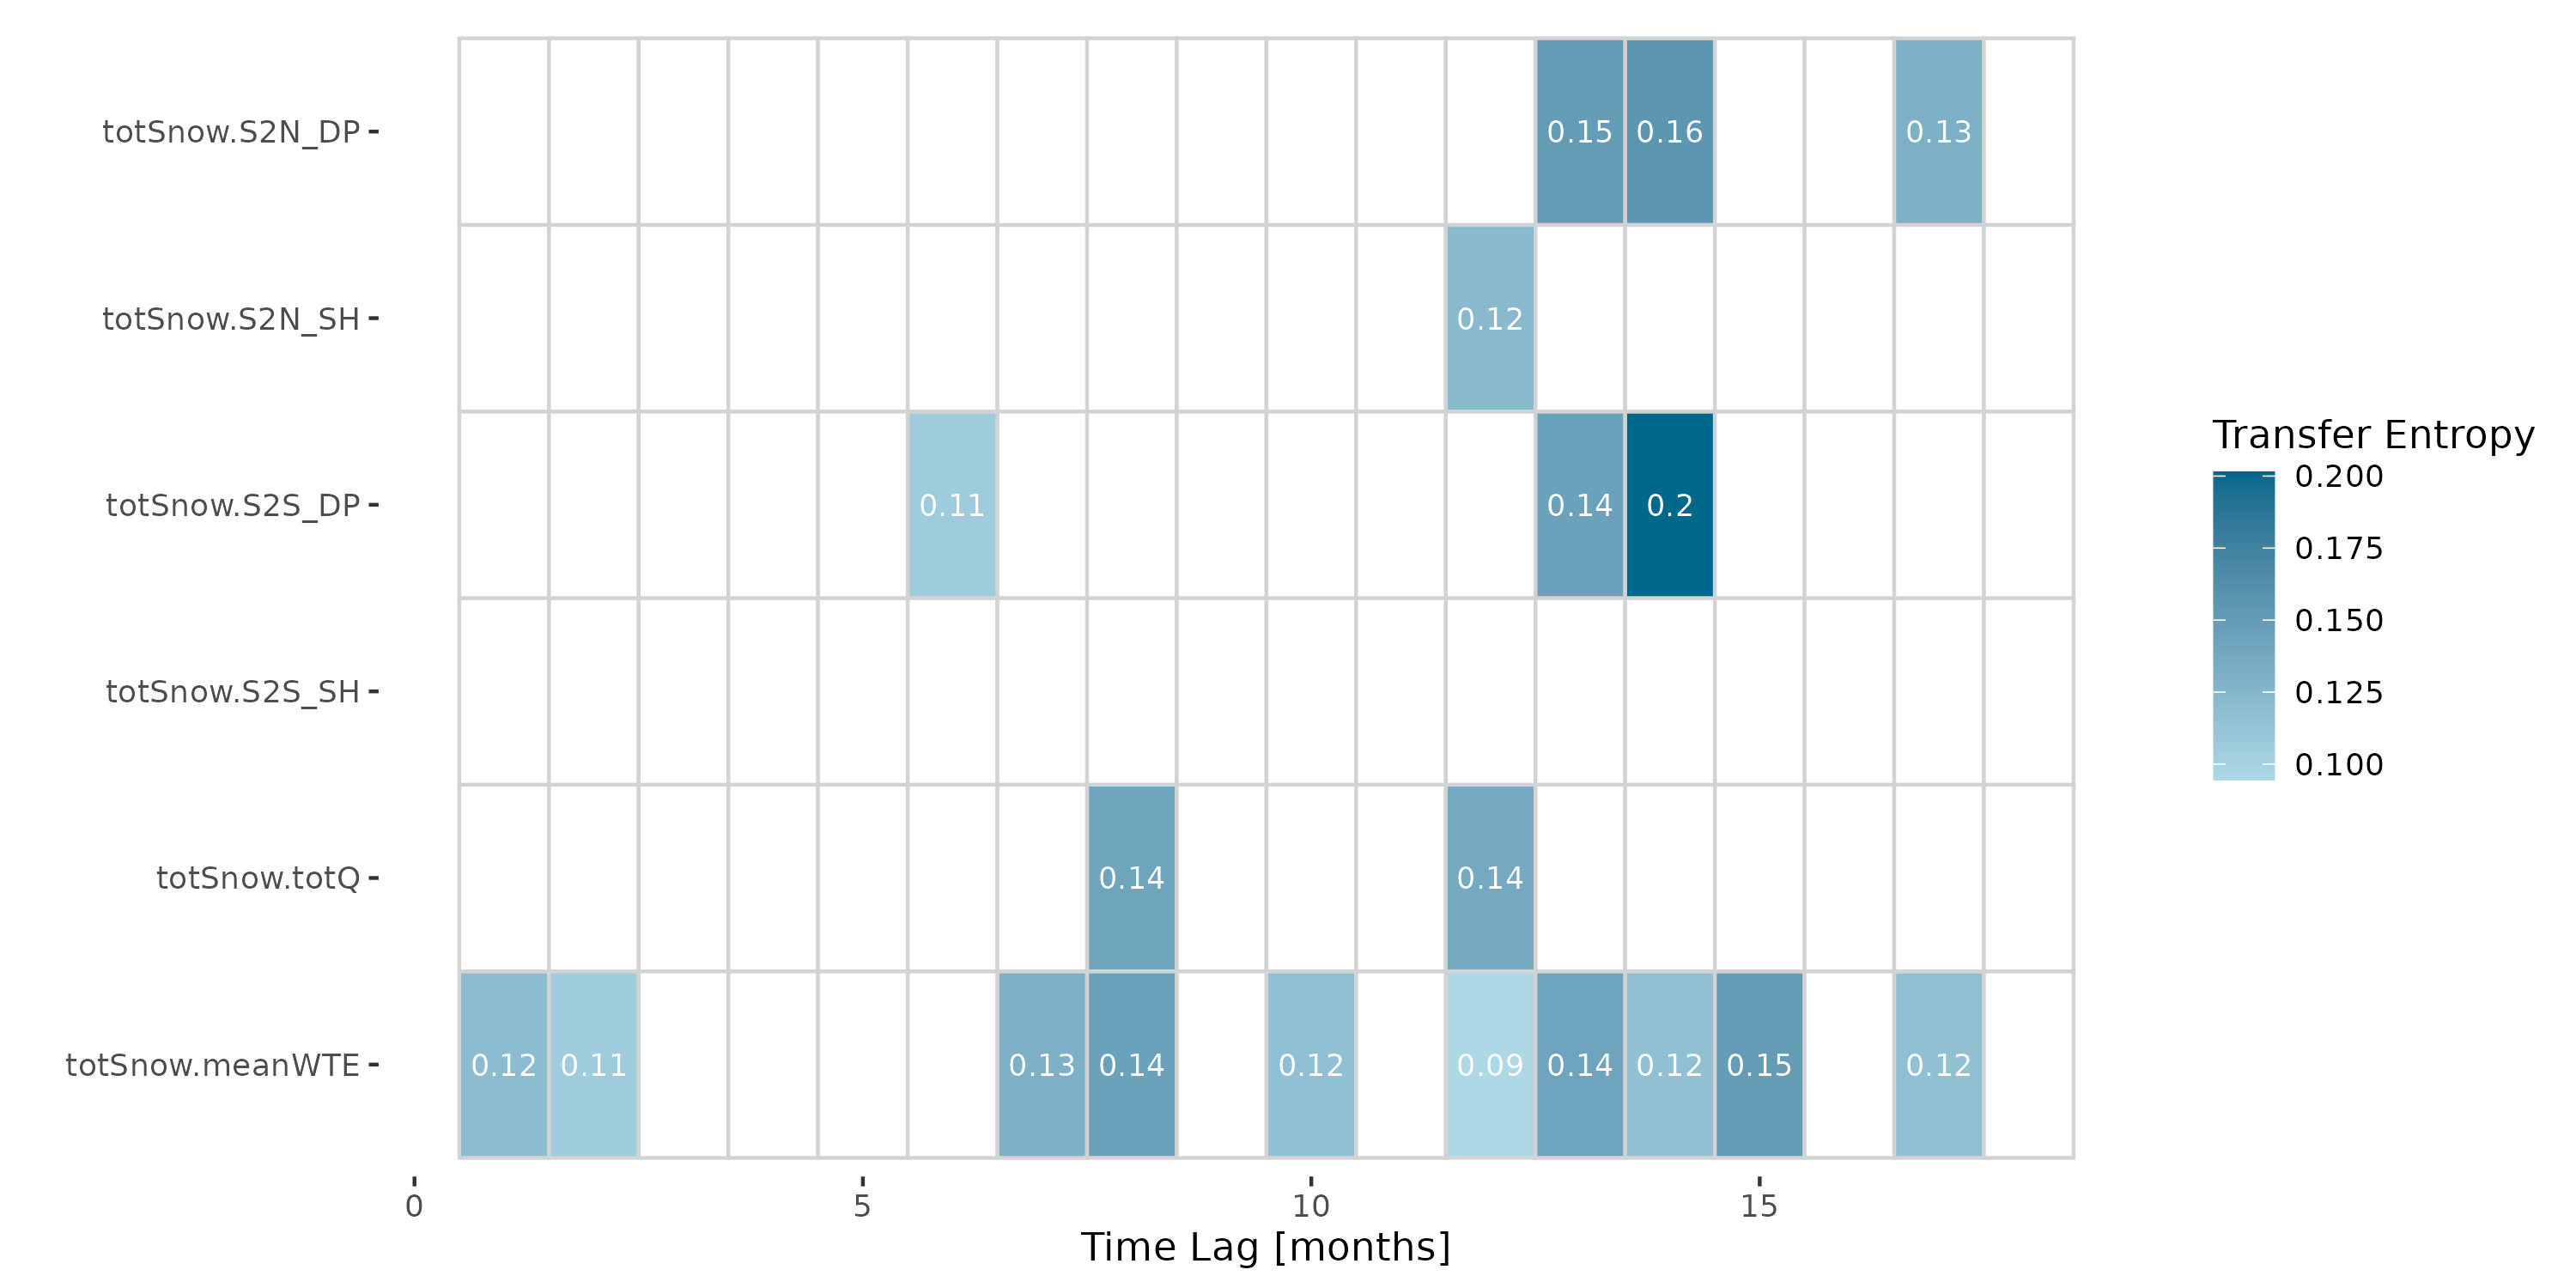 totSnow.S2N_DP 0.15 0.16 0.13
totSnow.S2N_SH 0.12
totSnow.S2S_DP 0.11 0.14 0.2
totSnow.S2S_SH
totSnow.totQ 0.14 0.14
totSnow.meanWTE 0.12 0.11 0.13 0.14 0.12 0.09 0.14 0.12 0.15 0.12
0 5 10 15
Time Lag [months]
Transfer Entropy
0.200
0.175
0.150
0.125
0.100